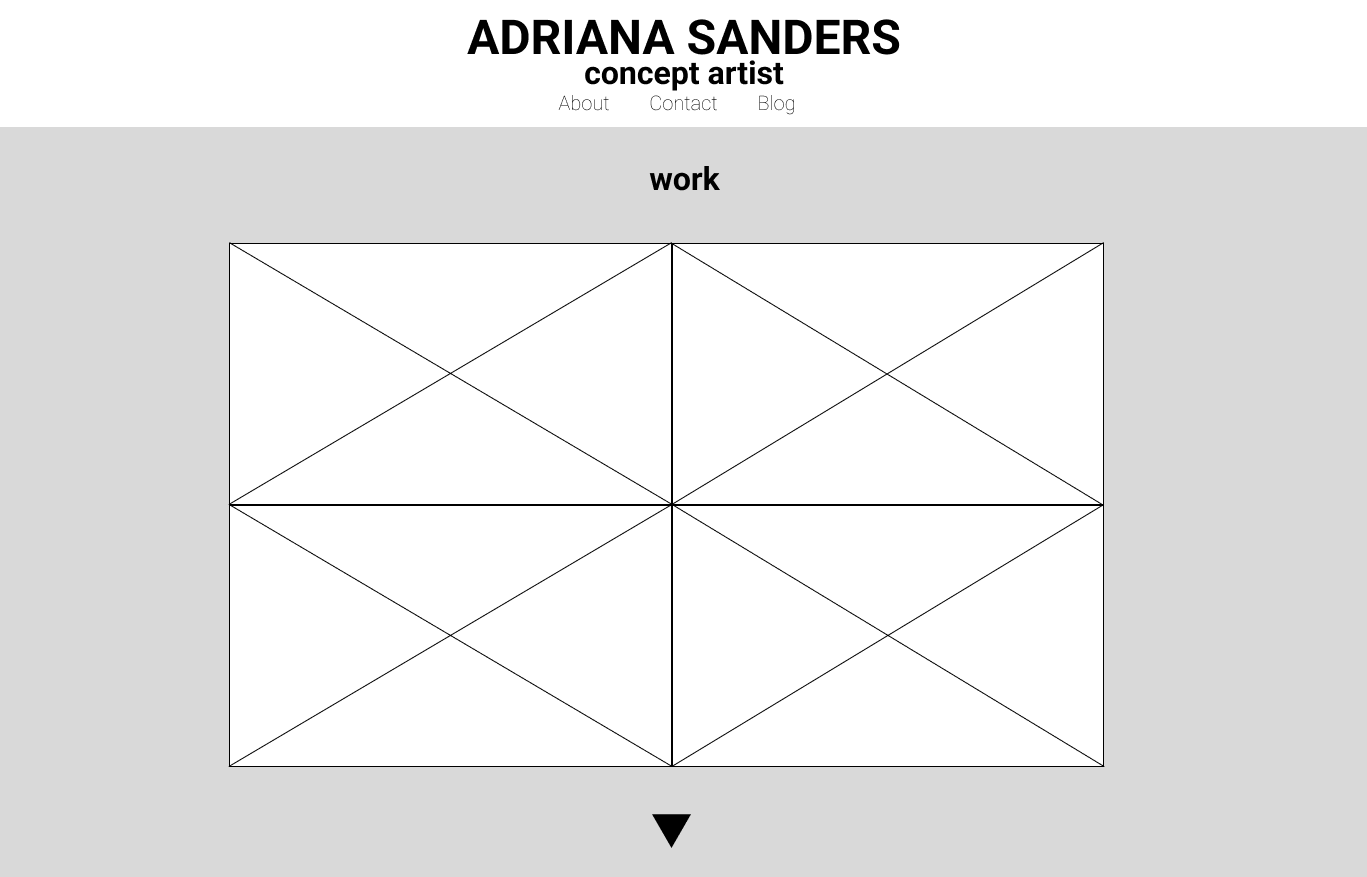 ADRIANA SANDERS
concept artist
About Contact Blog
work